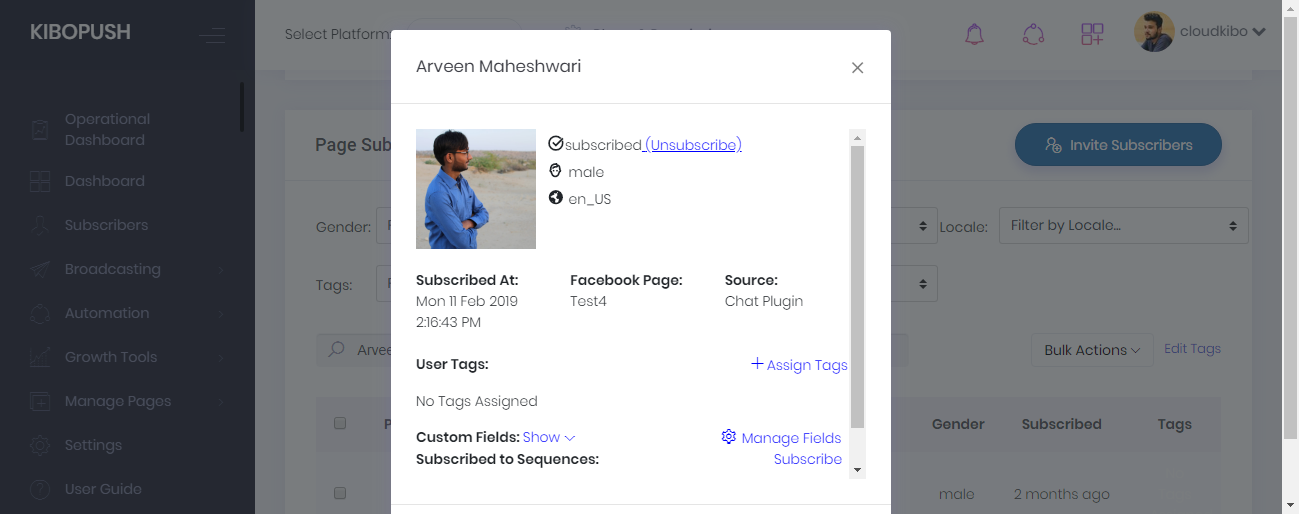 KIBOPUSH
Select Platform:
cloudkibo
Arveen Maheshwari
Operational
Dashboard
Dashboard
Subscribers
Broadcasting
Automation
Growth Tools
Manage Pages
Settings
User Guide
Page Sub
Invite Subscribers
subscribed (Unsubscribe)
male
en_US
Gender:
Locale:
Filter by Locale...
Tags:
Subscribed At:
Facebook Page:
Source:
Mon 11 Feb 2019
2:16:43 PM
Test4
Chat Plugin
Arvee
Bulk Actions
Edit Tags
User Tags:
Assign Tags
No Tags Assigned
Custom Fields: Show
Manage Fields
Subscribed to Sequences:
Subscribe
P
Gender
Subscribed
Tags
male
2 months ago